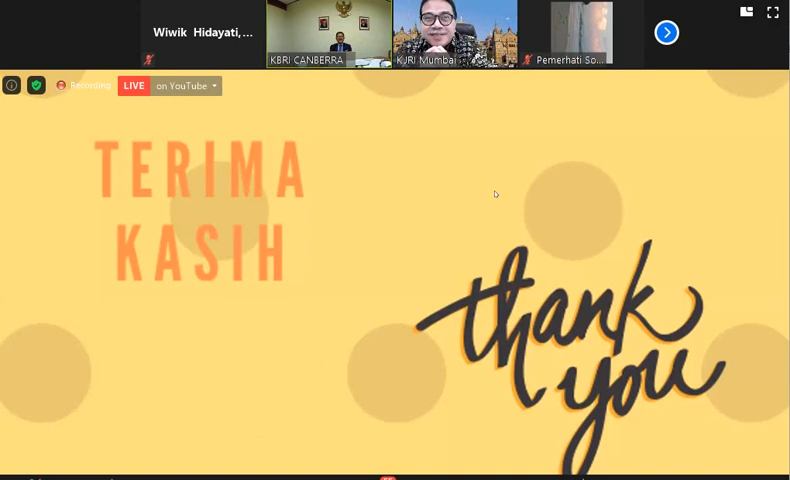 Wiwik Hidayati,...
KBRI CANBERRA
KJRI Mumbai
Pemerhati So...
Recording
LIVE on YouTube
TERIMA
KASIH
thank
you